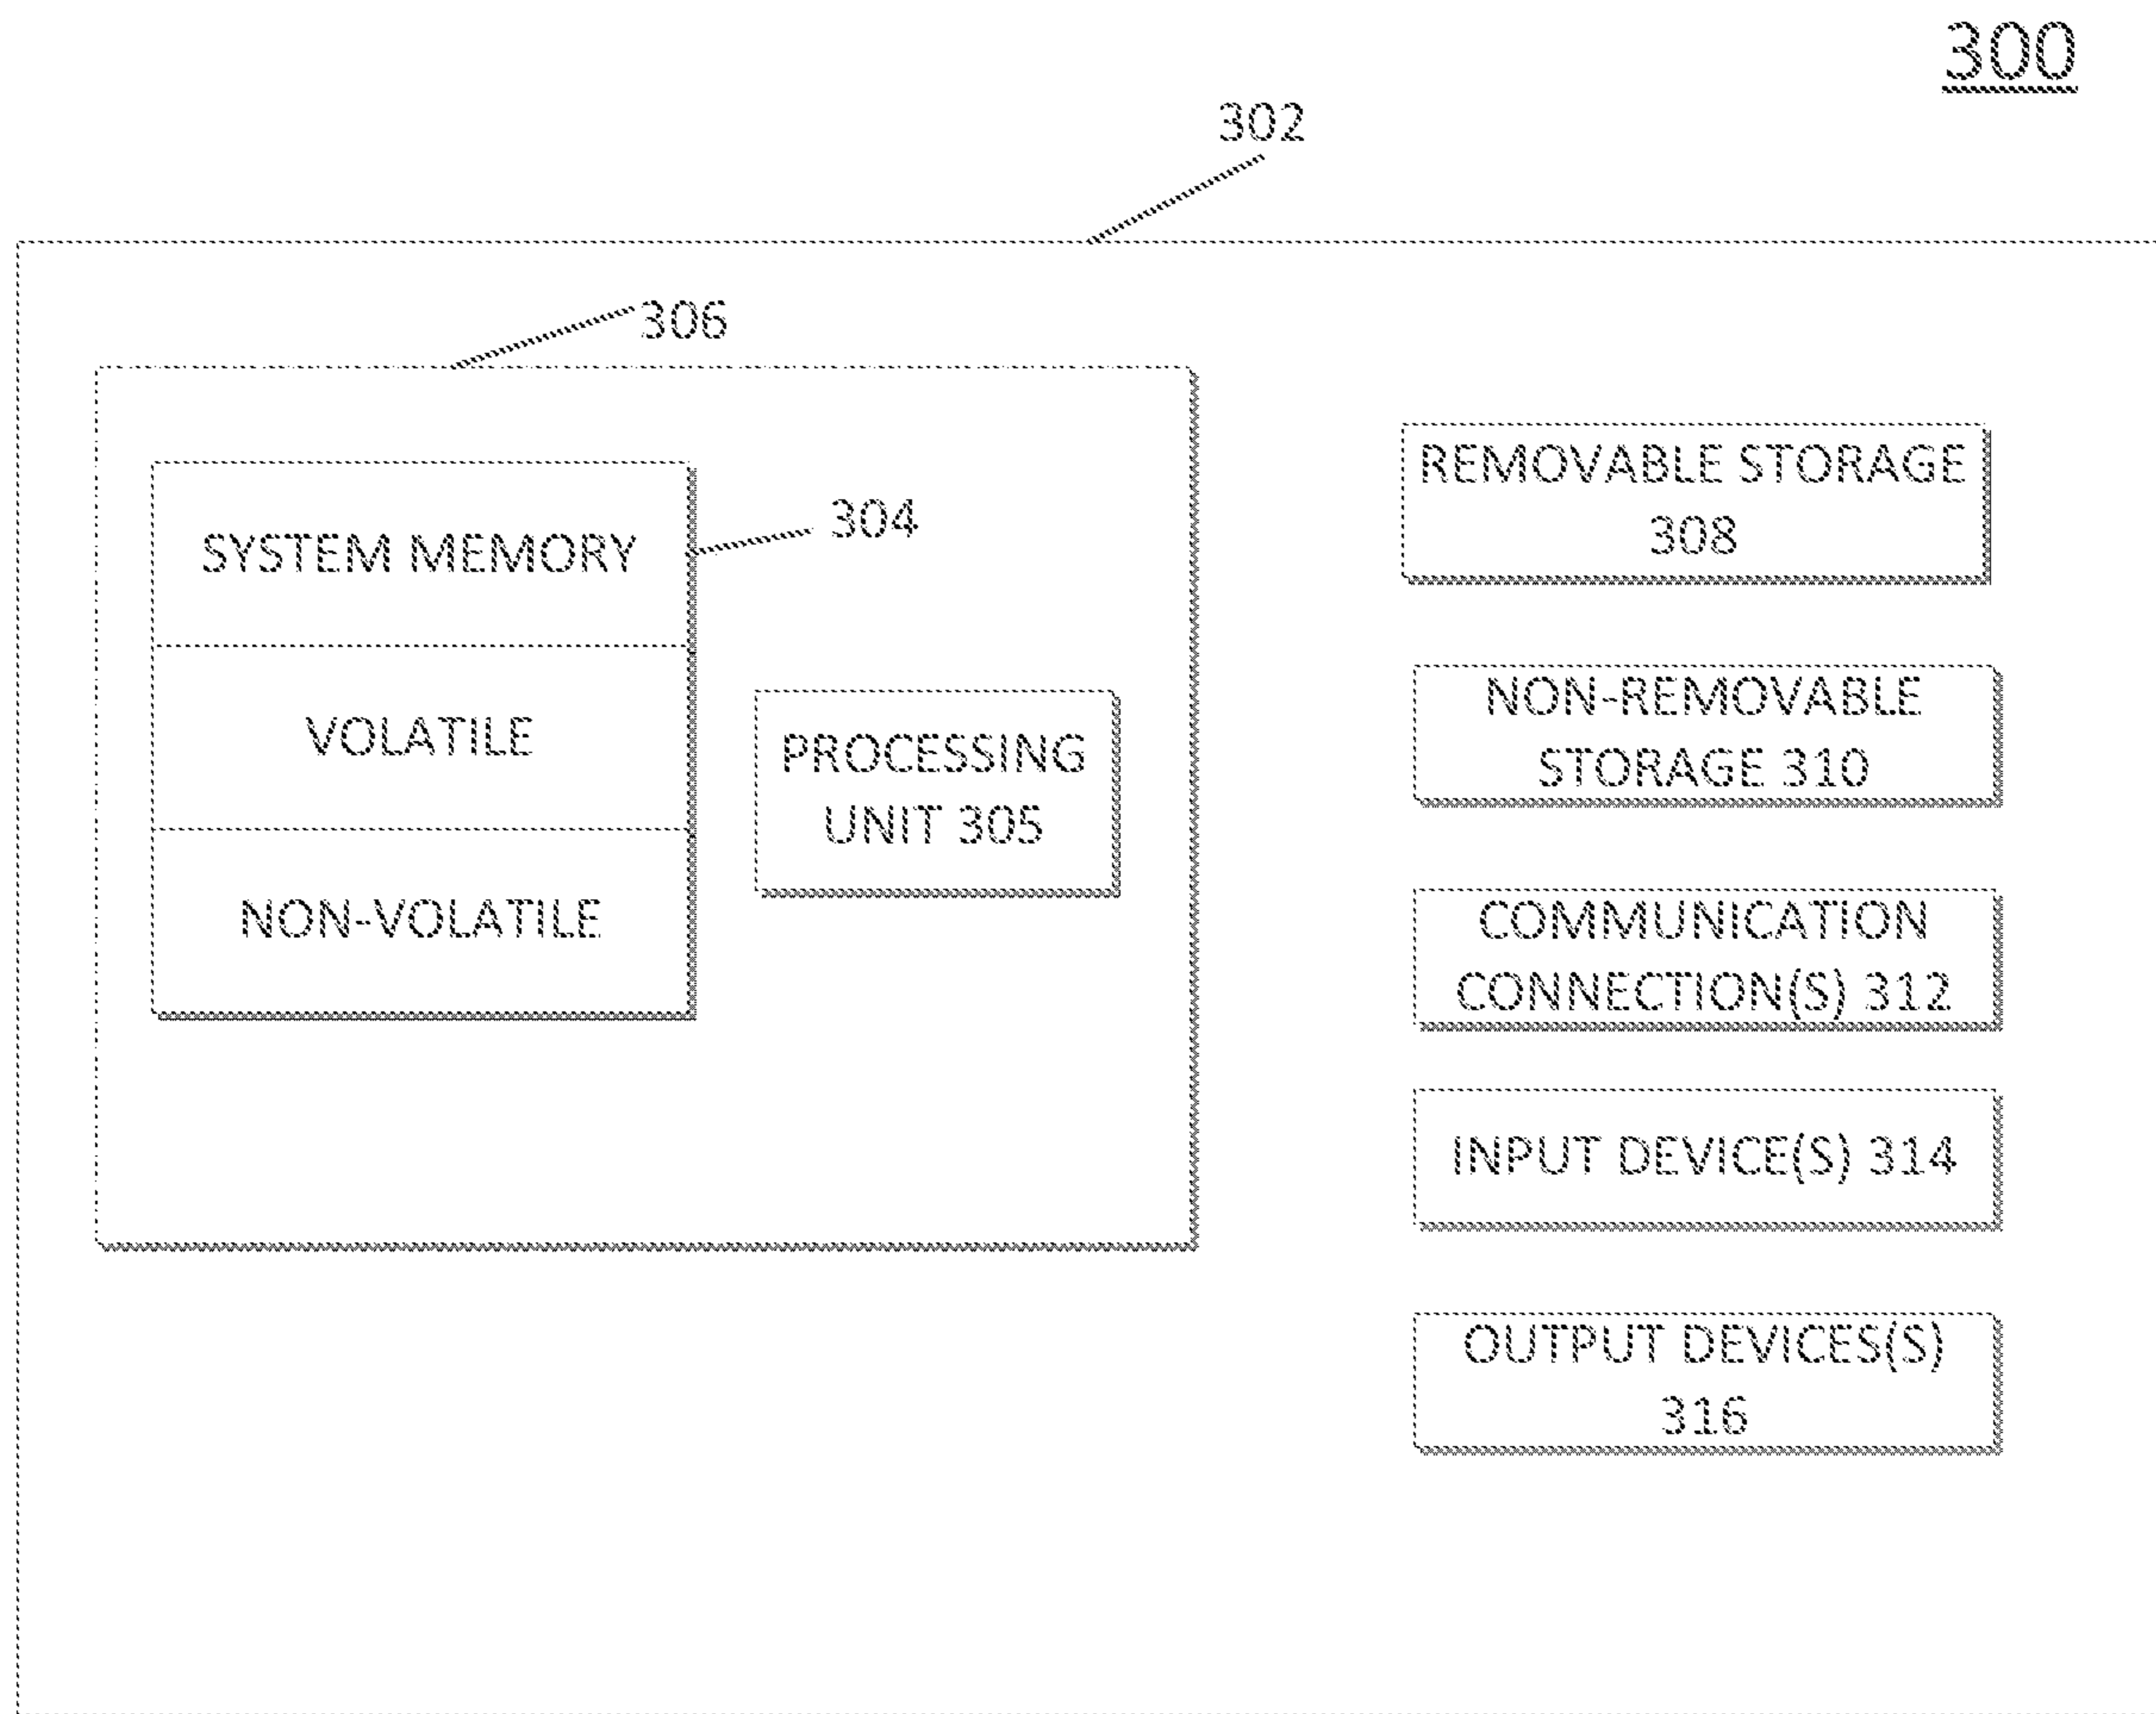 300
302
306
304
SYSTEM MEMORY
VOLATILE
NON-VOLATILE
PROCESSING
UNIT 305
REMOVABLE STORAGE
308
NON-REMOVABLE
STORAGE 310
COMMUNICATION
CONNECTION(S) 312
INPUT DEVICE(S) 314
OUTPUT DEVICES(S)
316